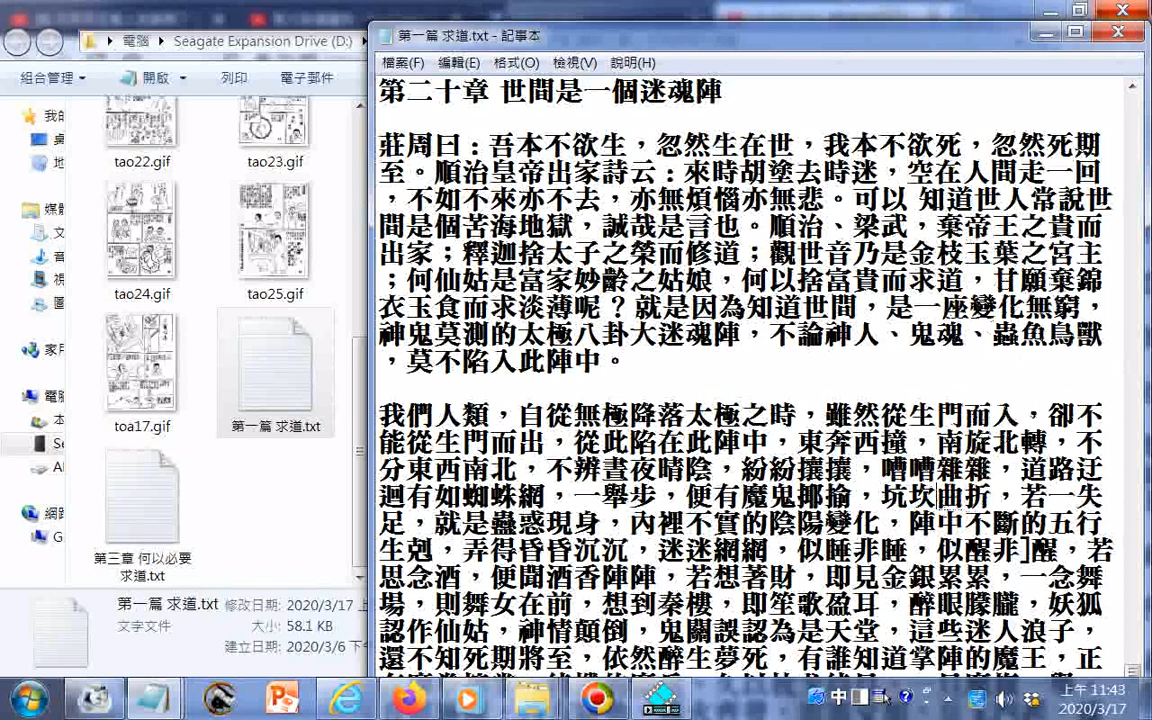 電腦 Seagate Expansion Drive (D:)
組合管理 開啟 列印 電子郵件
tao22.gif
tao23.gif
tao24.gif
tao25.gif
toa17.gif
第一篇 求道.txt
第三章 何以必要
求道.txt
第一篇 求道.txt 修改日期: 2020/3/17
文字文件 大小: 58.1 KB
建立日期: 2020/3/6
第一篇 求道.txt - 記事本
檔案(F) 編輯(E) 格式(O) 檢視(V) 說明(H)
第二十章 世間是一個迷魂陣
莊周曰：吾本不欲生，忽然生在世，我本不欲死，忽然死期
至。順治皇帝出家詩云：來時胡塗去時迷，空在人間走一回
，不如不來亦不去，亦無煩惱亦無悲。可以 知道世人常說世
間是個苦海地獄，誠哉是言也。順治、梁武，棄帝王之貴而
出家；釋迦捨太子之榮而修道；觀世音乃是金枝玉葉之宮主
；何仙姑是富家妙齡之姑娘，何以捨富貴而求道，甘願棄錦
衣玉食而求淡薄呢？就是因為知道世間，是一座變化無窮，
神鬼莫測的太極八卦大迷魂陣，不論神人、鬼魂、蟲魚鳥獸
，莫不陷入此陣中。
我們人類，自從無極降落太極之時，雖然從生門而入，卻不
能從生門而出，從此陷在此陣中，東奔西撞，南旋北轉，不
分東西南北，不辨晝夜晴陰，紛紛攘攘，嘈嘈雜雜，道路迂
迴有如蜘蛛網，一舉步，便有魔鬼揶揄，坑坎曲折，若一失
足，就是蠱惑現身，內裡不實的陰陽變化，陣中不斷的五行
生剋，弄得昏昏沉沉，迷迷網網，似睡非睡，似醒非]醒，若
思念酒，便聞酒香陣陣，若想著財，即見金銀累累，一念舞
場，則舞女在前，想到秦樓，即笙歌盈耳，醉眼朦朧，妖狐
認作仙姑，神情顛倒，鬼關誤認為是天堂，這些迷人浪子，
還不知死期將至，依然醉生夢死，有誰知道掌陣的魔王，正
中
上午 11:43
2020/3/17